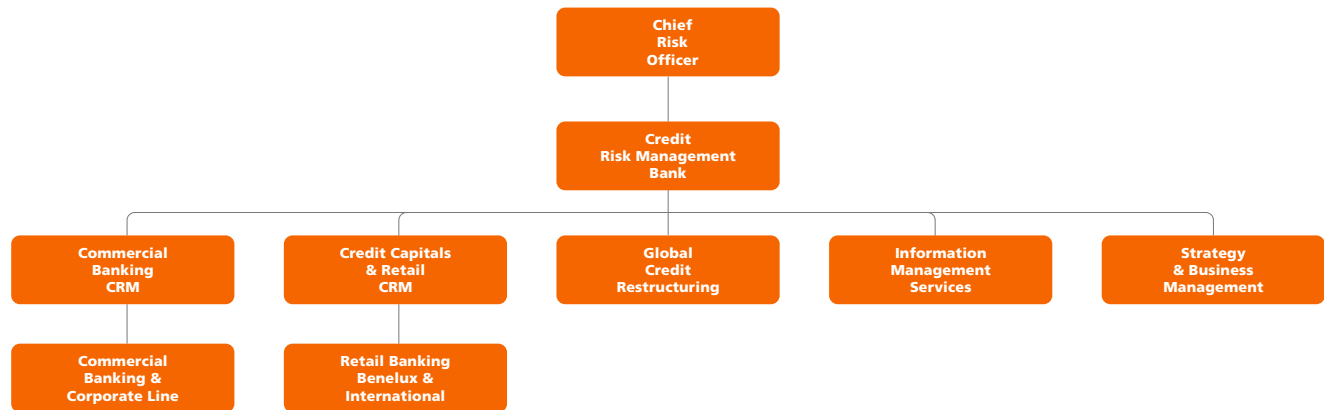 Chief
Risk
Officer
Credit
Risk Management
Bank
Commercial
Banking
CRM
Credit Capitals
& Retail
CRM
Global
Credit
Restructuring
Information
Management
Services
Strategy
& Business
Management
Commercial
Banking &
Corporate Line
Retail Banking
Benelux &
International